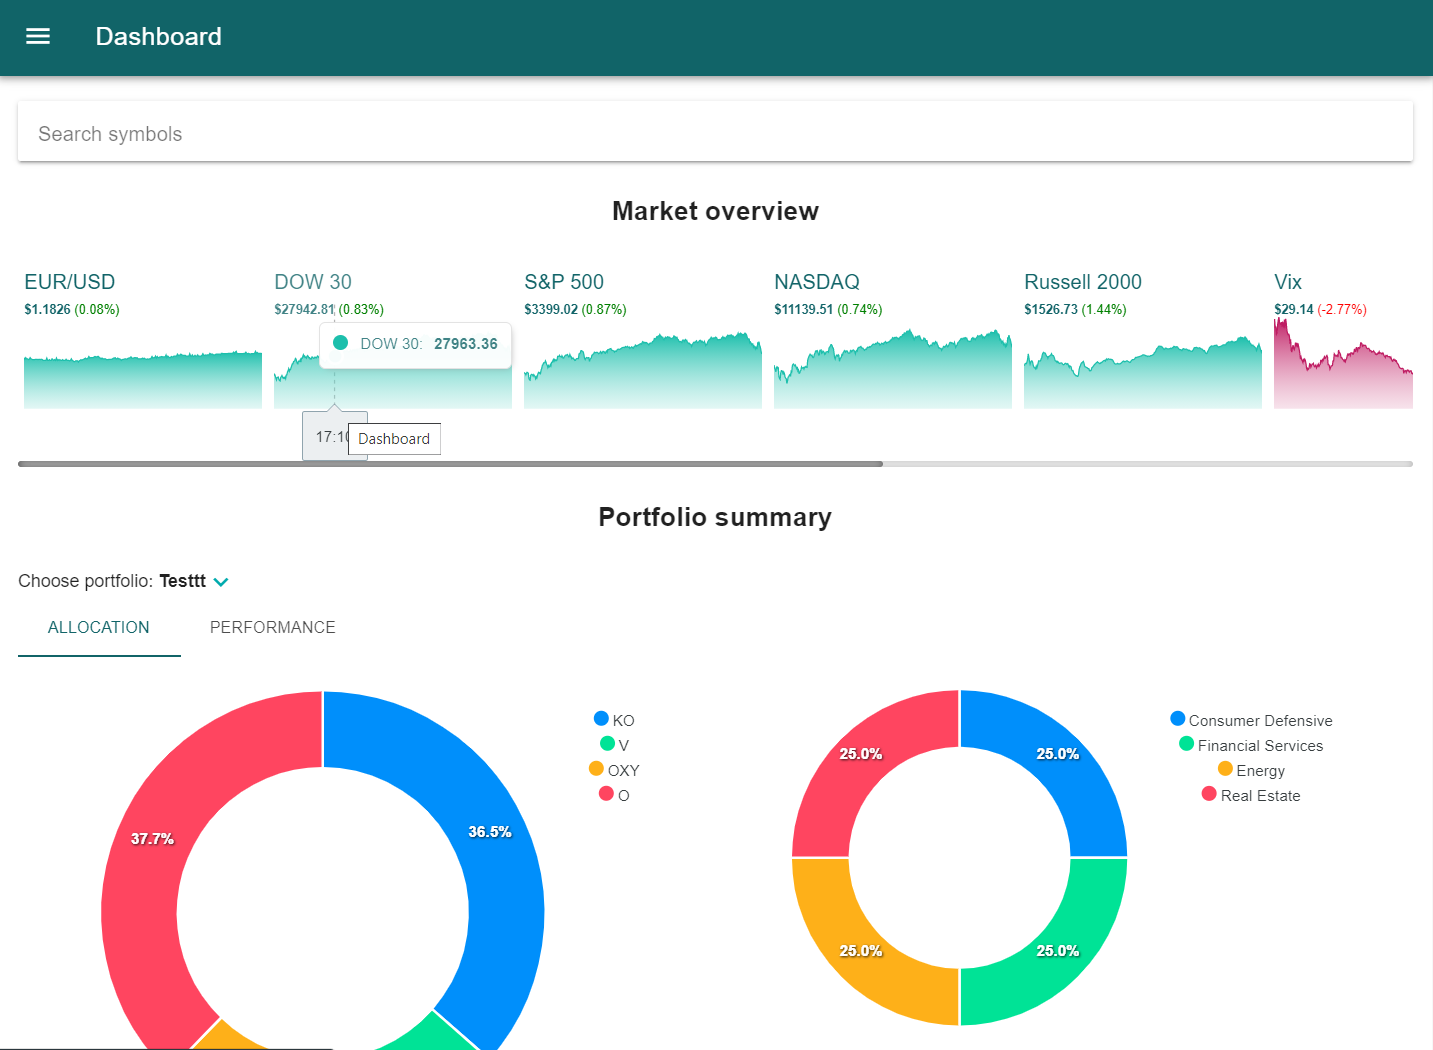 Dashboard
Search symbols
Market overview
EUR/USD
$1.1826 (0.08%)
DOW 30
$27942.81 (0.83%)
S&P 500
$3399.02 (0.87%)
NASDAQ
$11139.51 (0.74%)
Russell 2000
$1526.73 (1.44%)
Vix
$29.14 (-2.77%)
DOW 30: 27963.36
17:10
Dashboard
Portfolio summary
Choose portfolio: Testtt
ALLOCATION PERFORMANCE
37.7%
36.5%
KO
V
OXY
O
25.0%
25.0%
25.0%
25.0%
Consumer Defensive
Financial Services
Energy
Real Estate